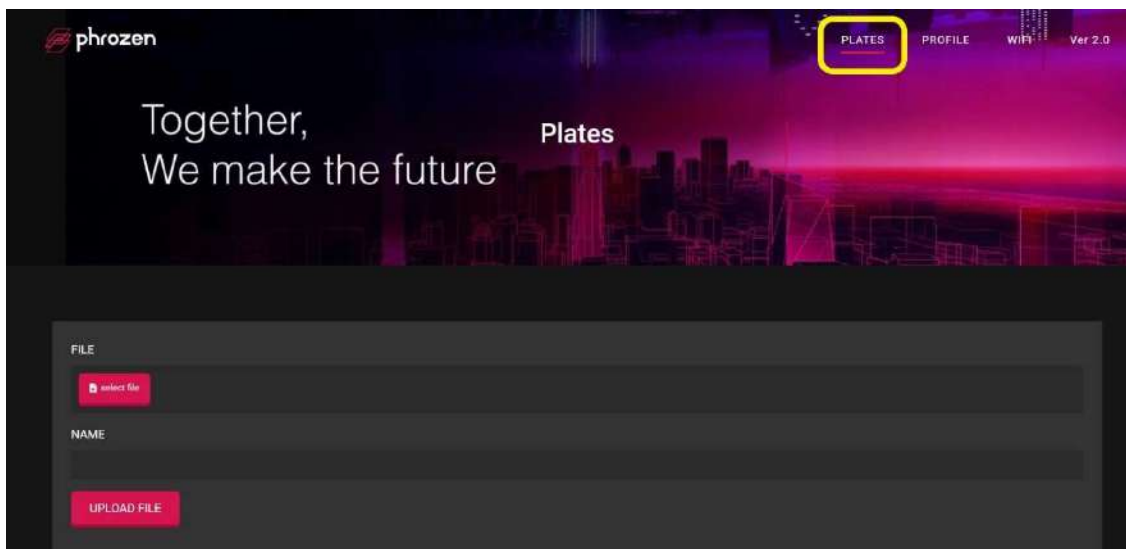 phrozen
PLATES PROFILE WIFI Ver 2.0
Together,
We make the future
Plates
FILE
select file
NAME
UPLOAD FILE